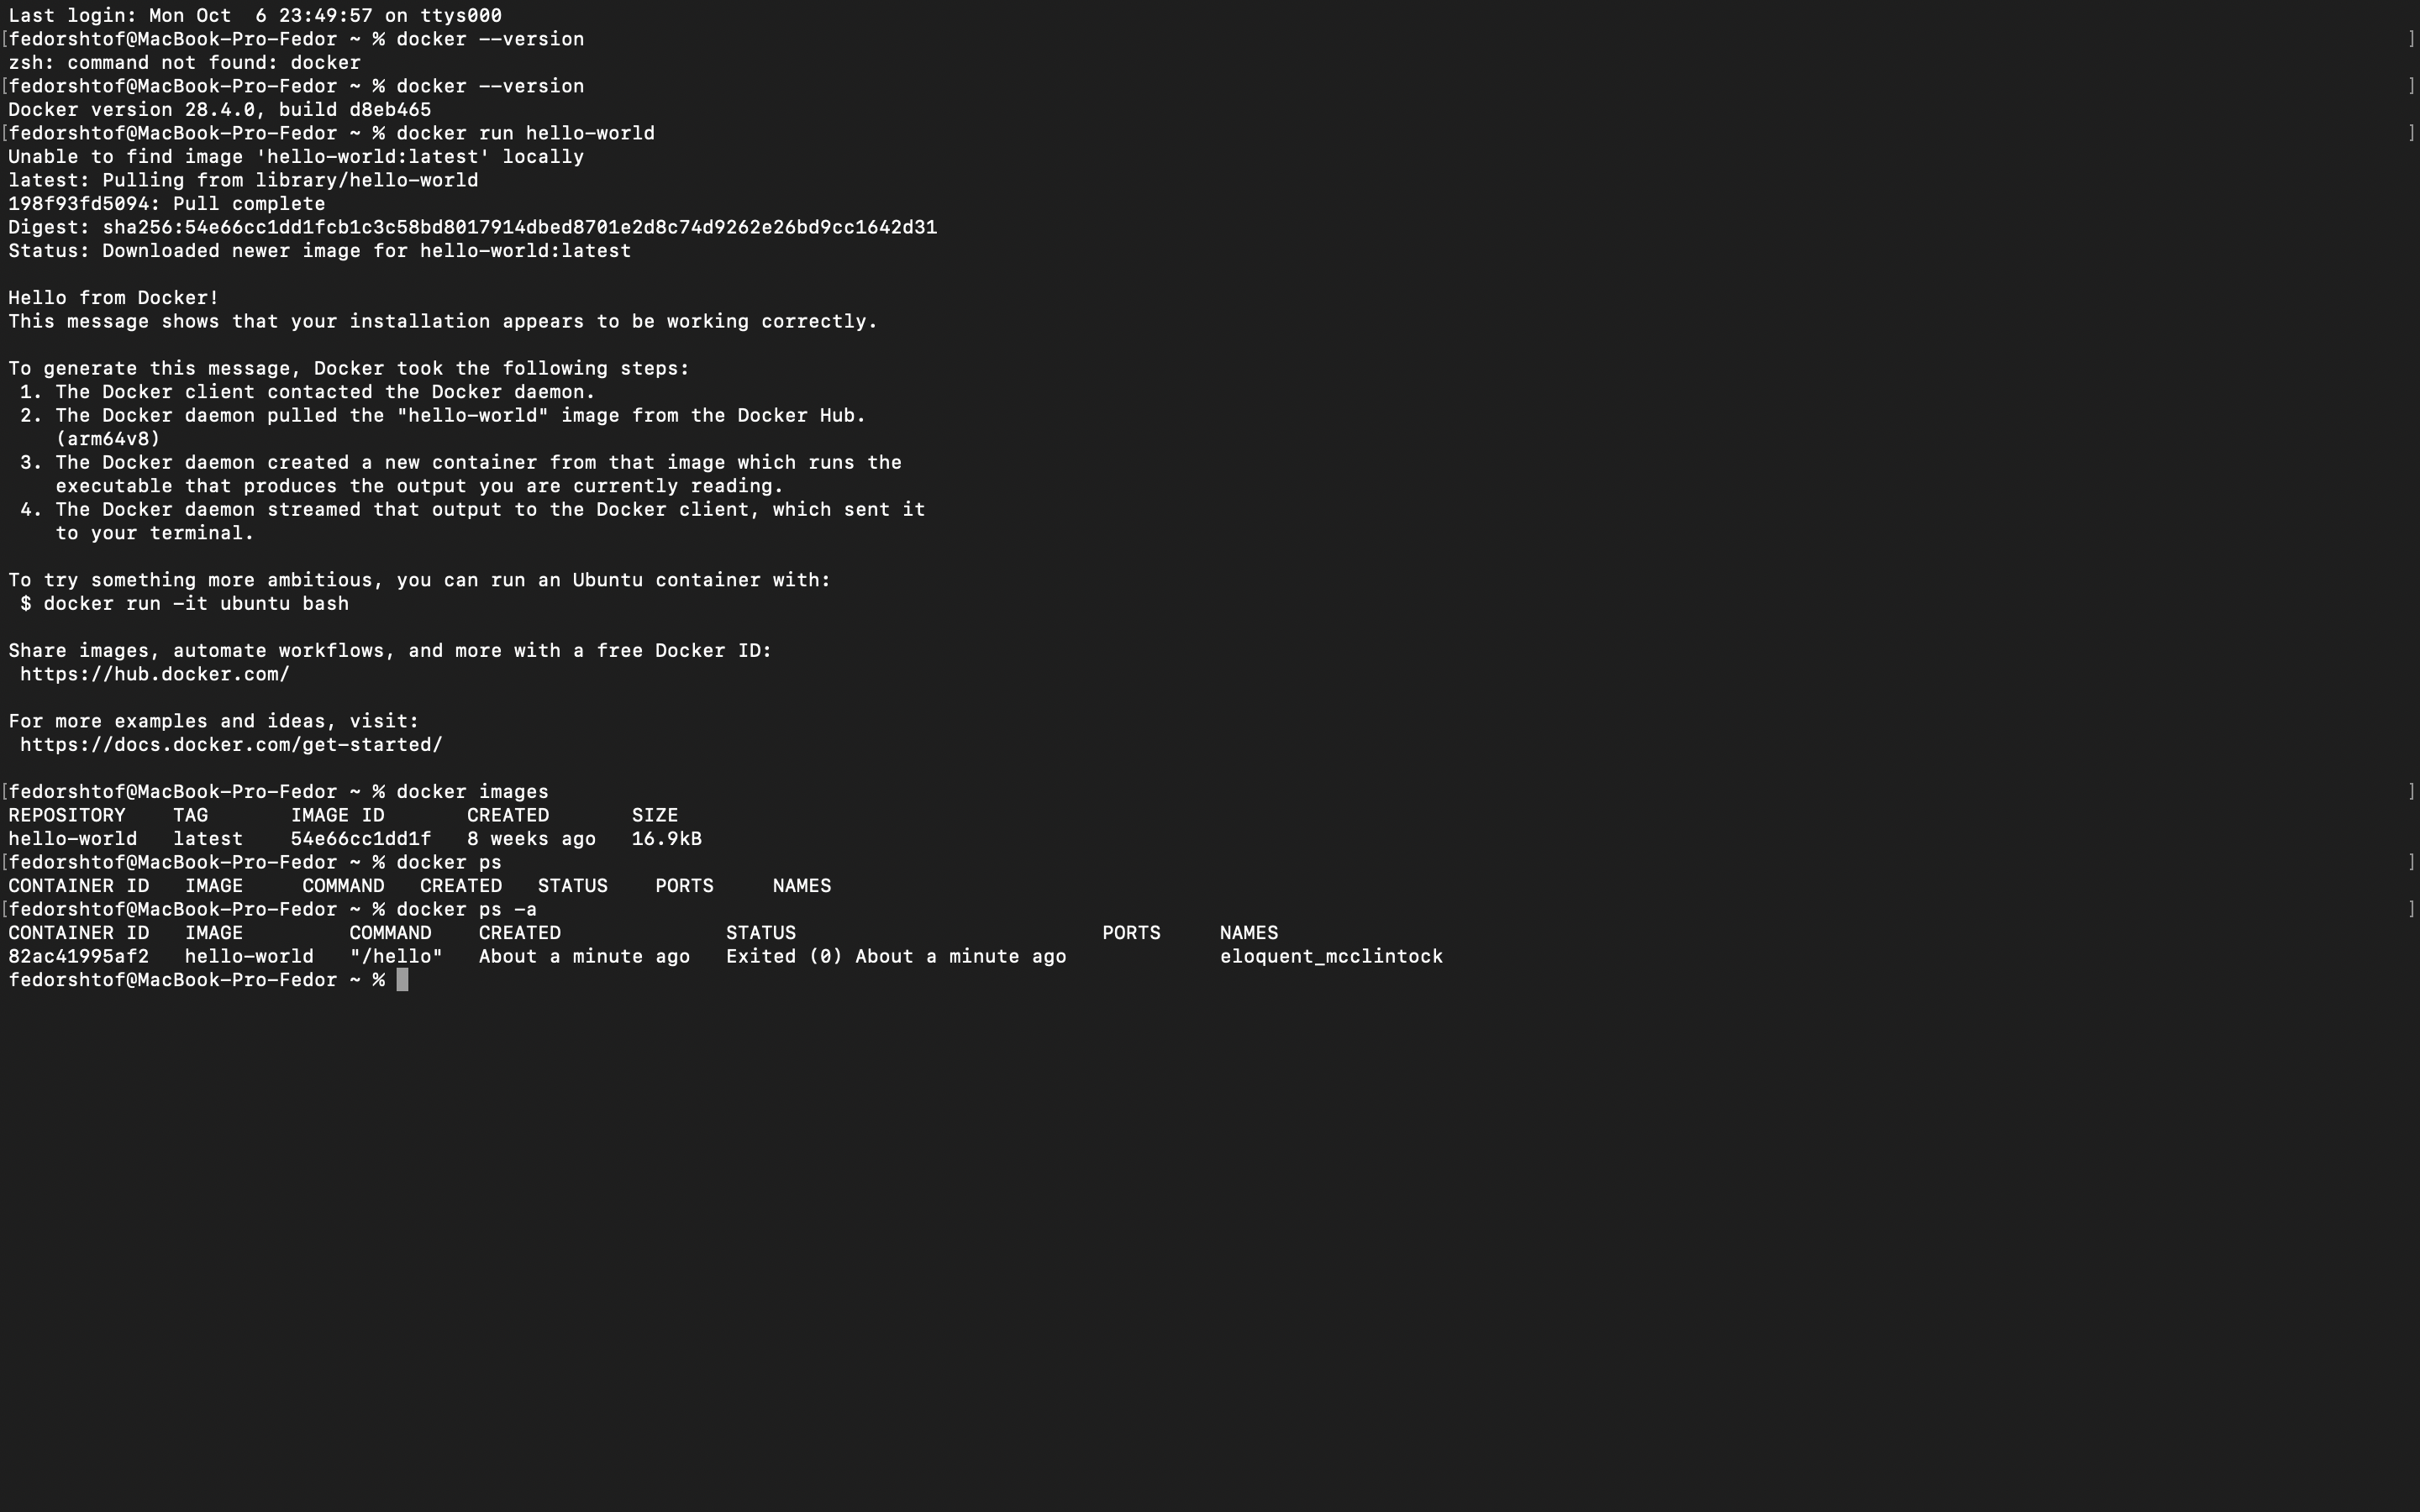 Last login: Mon Oct  6 23:49:57 on ttys000
[fedorshtof@MacBook-Pro-Fedor ~ % docker --version ]
zsh: command not found: docker
[fedorshtof@MacBook-Pro-Fedor ~ % docker --version ]
Docker version 28.4.0, build d8eb465
[fedorshtof@MacBook-Pro-Fedor ~ % docker run hello-world ]
Unable to find image 'hello-world:latest' locally
latest: Pulling from library/hello-world
198f93fd5094: Pull complete
Digest: sha256:54e66cc1dd1fcb1c3c58bd8017914dbed8701e2d8c74d9262e26bd9cc1642d31
Status: Downloaded newer image for hello-world:latest

Hello from Docker!
This message shows that your installation appears to be working correctly.

To generate this message, Docker took the following steps:
 1. The Docker client contacted the Docker daemon.
 2. The Docker daemon pulled the "hello-world" image from the Docker Hub.
    (arm64v8)
 3. The Docker daemon created a new container from that image which runs the
    executable that produces the output you are currently reading.
 4. The Docker daemon streamed that output to the Docker client, which sent it
    to your terminal.

To try something more ambitious, you can run an Ubuntu container with:
 $ docker run -it ubuntu bash

Share images, automate workflows, and more with a free Docker ID:
 https://hub.docker.com/

For more examples and ideas, visit:
 https://docs.docker.com/get-started/

[fedorshtof@MacBook-Pro-Fedor ~ % docker images ]
REPOSITORY    TAG       IMAGE ID       CREATED       SIZE
hello-world   latest    54e66cc1dd1f   8 weeks ago   16.9kB
[fedorshtof@MacBook-Pro-Fedor ~ % docker ps ]
CONTAINER ID   IMAGE     COMMAND   CREATED   STATUS    PORTS     NAMES
[fedorshtof@MacBook-Pro-Fedor ~ % docker ps -a ]
CONTAINER ID   IMAGE         COMMAND    CREATED              STATUS                          PORTS     NAMES
82ac41995af2   hello-world   "/hello"   About a minute ago   Exited (0) About a minute ago             eloquent_mcclintock
fedorshtof@MacBook-Pro-Fedor ~ %